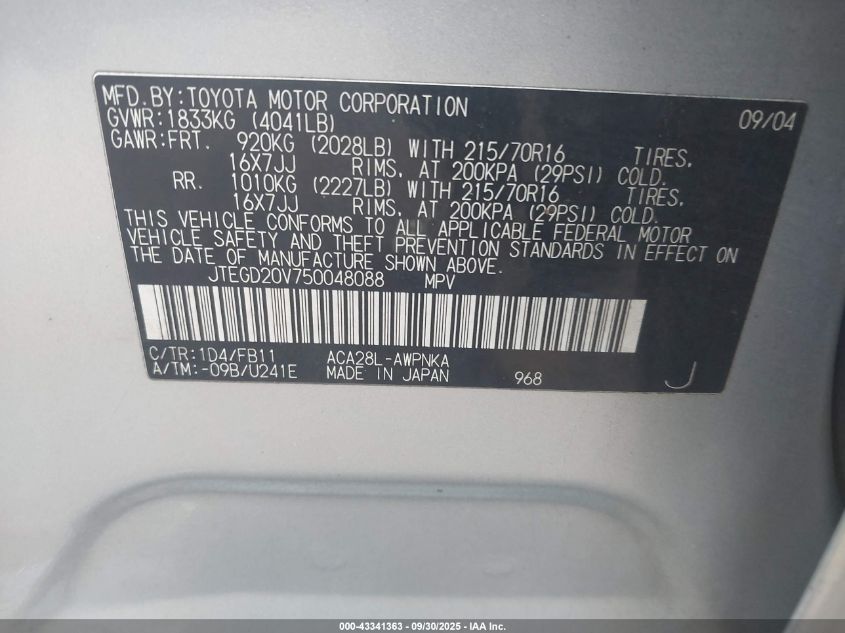 MFD. BY: TOYOTA MOTOR CORPORATION 09/04
GVWR: 1833KG (4041LB)
GAWR: FRT. 920KG (2028LB) WITH 215/70R16 TIRES,
16X7JJ RIMS, AT 200KPA (29PSI) COLD.
RR. 1010KG (2227LB) WITH 215/70R16 TIRES,
16X7JJ RIMS, AT 200KPA (29PSI) COLD.
THIS VEHICLE CONFORMS TO ALL APPLICABLE FEDERAL MOTOR
VEHICLE SAFETY AND THEFT PREVENTION STANDARDS IN EFFECT ON
THE DATE OF MANUFACTURE SHOWN ABOVE.
JTEGD20V750048088 MPV
C/TR: 1D4/FB11 ACA28L-AWPNKA
A/TM: -09B/U241E MADE IN JAPAN 968 J
000-43341363 - 09/30/2025 - IAA Inc.